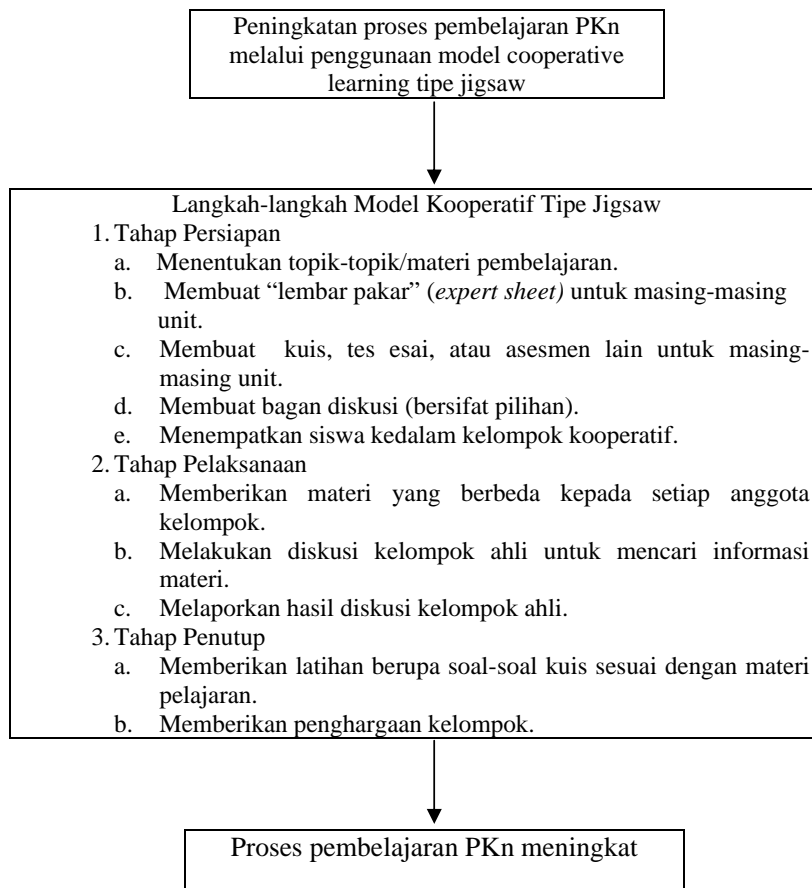 Peningkatan proses pembelajaran PKn
melalui penggunaan model cooperative
learning tipe jigsaw
Langkah-langkah Model Kooperatif Tipe Jigsaw
1. Tahap Persiapan
a. Menentukan topik-topik/materi pembelajaran.
b. Membuat “lembar pakar” (expert sheet) untuk masing-masing
unit.
c. Membuat kuis, tes esai, atau asesmen lain untuk masing-
masing unit.
d. Membuat bagan diskusi (bersifat pilihan).
e. Menempatkan siswa kedalam kelompok kooperatif.
2. Tahap Pelaksanaan
a. Memberikan materi yang berbeda kepada setiap anggota
kelompok.
b. Melakukan diskusi kelompok ahli untuk mencari informasi
materi.
c. Melaporkan hasil diskusi kelompok ahli.
3. Tahap Penutup
a. Memberikan latihan berupa soal-soal kuis sesuai dengan materi
pelajaran.
b. Memberikan penghargaan kelompok.
Proses pembelajaran PKn meningkat